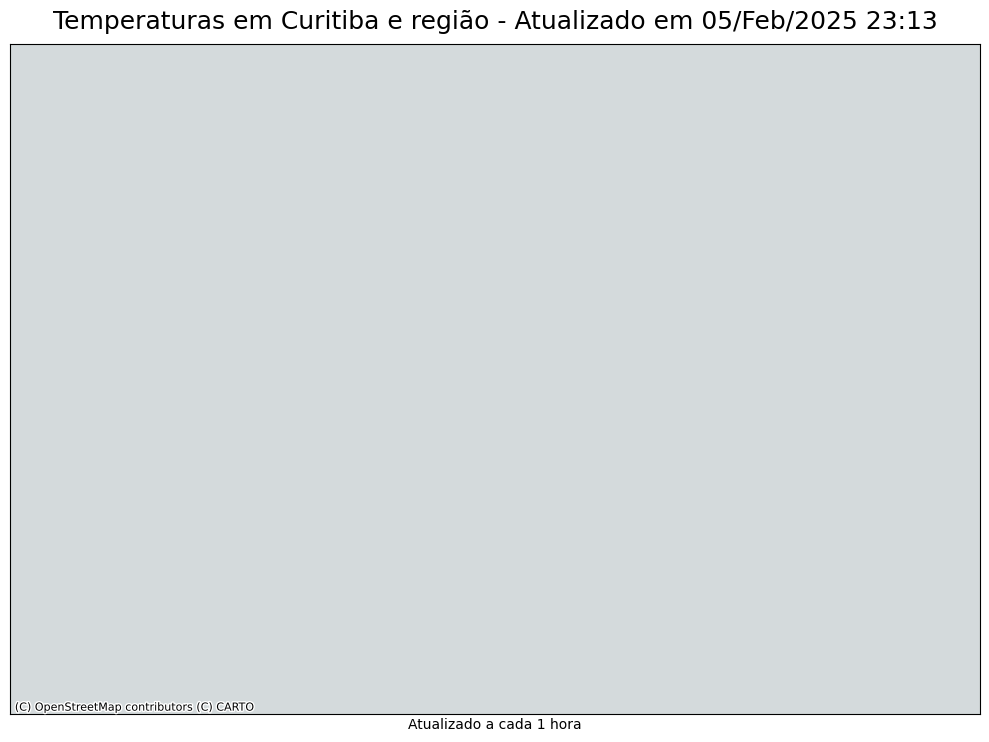 Temperaturas em Curitiba e região - Atualizado em 05/Feb/2025 23:13
(C) OpenStreetMap contributors (C) CARTO
Atualizado a cada 1 hora